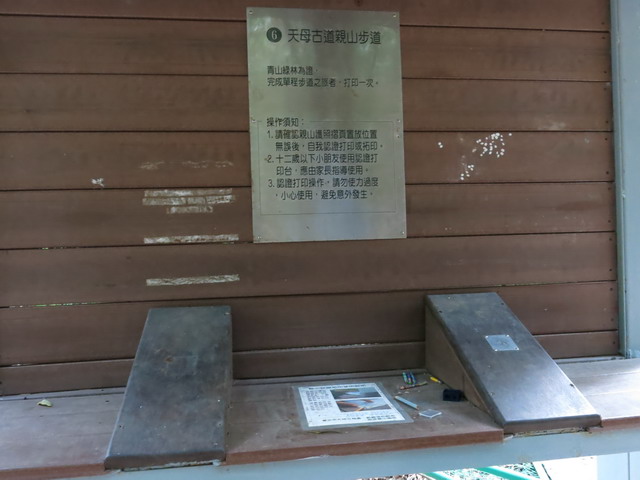 6 天母古道親山步道
青山綠林為證
完成單程步道之旅者，打印一次。
操作須知：
1.請確認親山護照個頁置放位置
無誤後，自我認證打印或拓印。
2.十二歲以下小朋友使用認證打
印台，應由家長指導使用。
3.認證打印操作，請勿使力過度
，小心使用，避免意外發生。